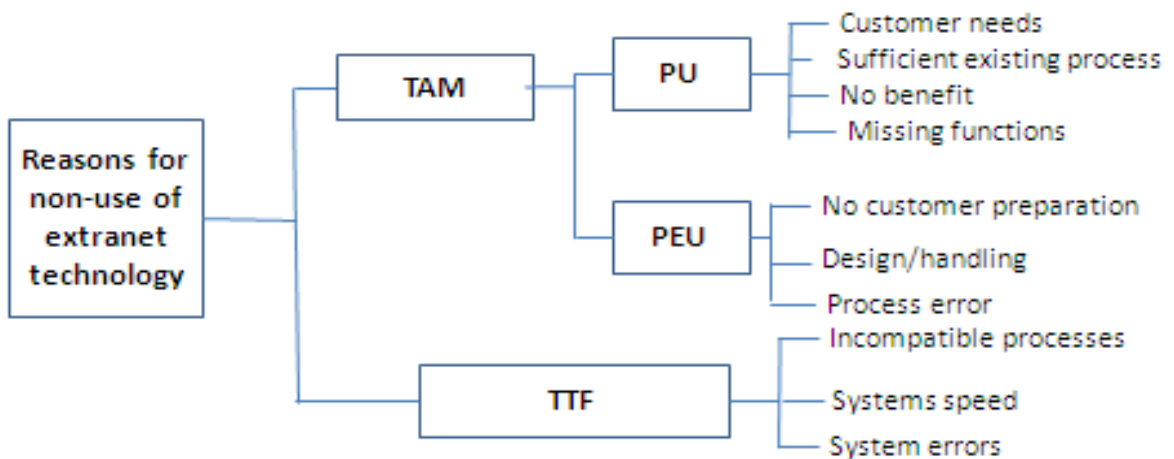 Reasons for
non-use of
extranet
technology
TAM
PU
Customer needs
Sufficient existing process
No benefit
Missing functions
PEU
No customer preparation
Design/handling
Process error
TTF
Incompatible processes
Systems speed
System errors